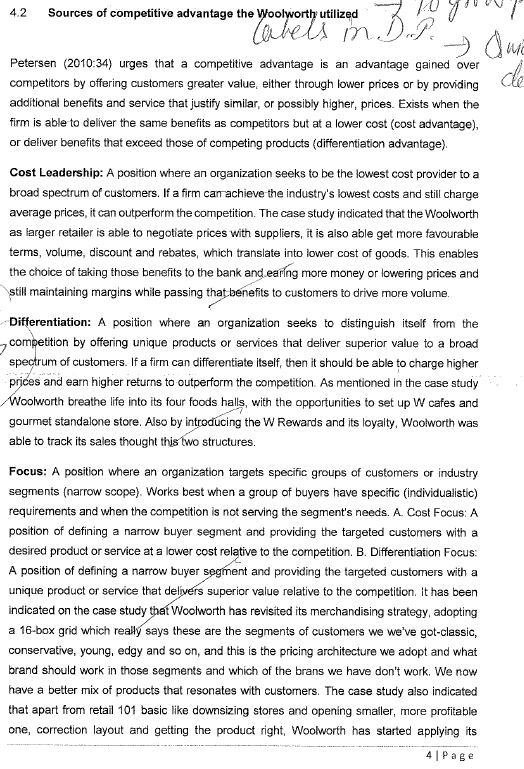 4.2 Sources of competitive advantage the Woolworth utilized
labels in D.P.
Petersen (2010:34) urges that a competitive advantage is an advantage gained over
competitors by offering customers greater value, either through lower prices or by providing
additional benefits and service that justify similar, or possibly higher, prices. Exists when the
firm is able to deliver the same benefits as competitors but at a lower cost (cost advantage),
or deliver benefits that exceed those of competing products (differentiation advantage).
Cost Leadership: A position where an organization seeks to be the lowest cost provider to a
broad spectrum of customers. If a firm can achieve the industry's lowest costs and still charge
average prices, it can outperform the competition. The case study indicated that the Woolworth
as larger retailer is able to negotiate prices with suppliers, it is also able get more favourable
terms, volume, discount and rebates, which translate into lower cost of goods. This enables
the choice of taking those benefits to the bank and earing more money or lowering prices and
still maintaining margins while passing that benefits to customers to drive more volume.
Differentiation: A position where an organization seeks to distinguish itself from the
competition by offering unique products or services that deliver superior value to a broad
spectrum of customers. If a firm can differentiate itself, then it should be able to charge higher
prices and earn higher returns to outperform the competition. As mentioned in the case study
Woolworth breathe life into its four foods halls, with the opportunities to set up W cafes and
gourmet standalone store. Also by introducing the W Rewards and its loyalty, Woolworth was
able to track its sales thought this two structures.
Focus: A position where an organization targets specific groups of customers or industry
segments (narrow scope). Works best when a group of buyers have specific (individualistic)
requirements and when the competition is not serving the segment's needs. A. Cost Focus: A
position of defining a narrow buyer segment and providing the targeted customers with a
desired product or service at a lower cost relative to the competition. B. Differentiation Focus:
A position of defining a narrow buyer segment and providing the targeted customers with a
unique product or service that delivers superior value relative to the competition. It has been
indicated on the case study that Woolworth has revisited its merchandising strategy, adopting
a 16-box grid which really says these are the segments of customers we we've got-classic,
conservative, young, edgy and so on, and this is the pricing architecture we adopt and what
brand should work in those segments and which of the brans we have don't work. We now
have a better mix of products that resonates with customers. The case study also indicated
that apart from retail 101 basic like downsizing stores and opening smaller, more profitable
one, correction layout and getting the product right, Woolworth has started applying its
4 | Page